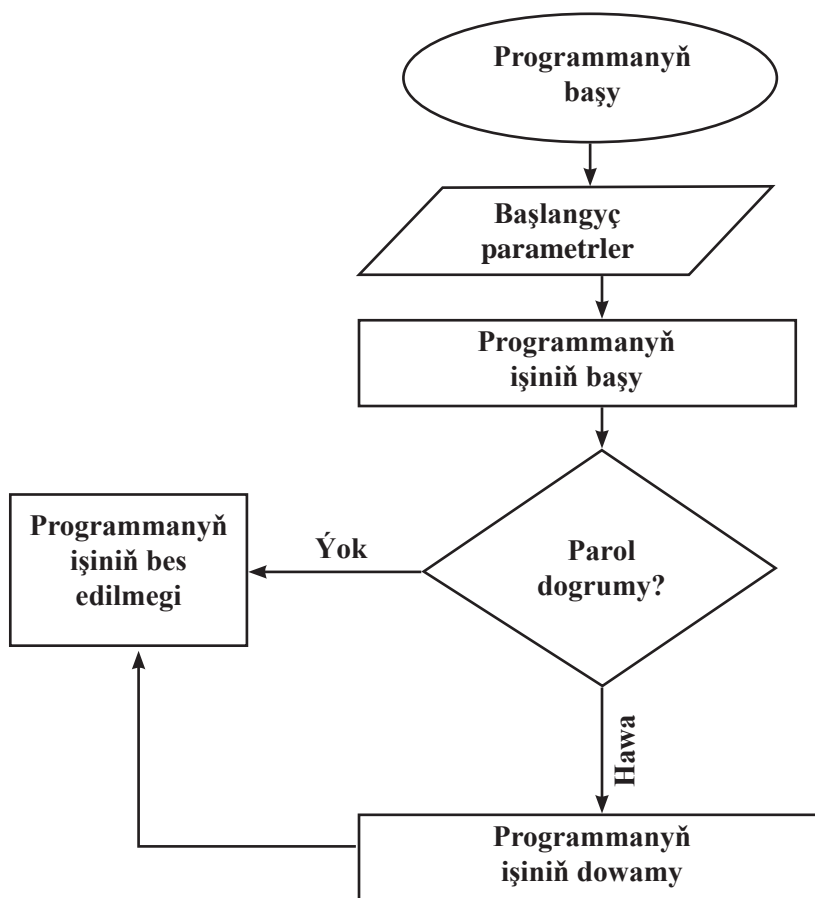 Programmanyň
başy
Başlangyç
parametrler
Programmanyň
işiniň başy
Parol
dogrumy?
Ýok
Programmanyň
işiniň bes
edilmegi
Hawa
Programmanyň
işiniň dowamy